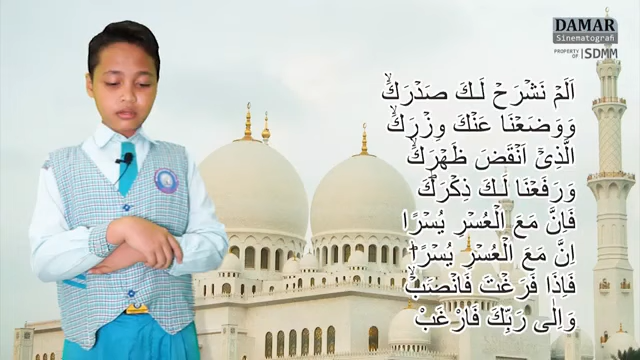 DAMAR
Sinematografi
PROPERTY OF SDMM
اَلَمْ نَشْرَحْ لَكَ صَدْرَكَۙ
وَوَضَعْنَا عَنْكَ وِزْرَكَۙ
الَّذِيْٓ اَنْقَضَ ظَهْرَكَۙ
وَرَفَعْنَا لَكَ ذِكْرَكَۗ
فَاِنَّ مَعَ الْعُسْرِ يُسْرًا
اِنَّ مَعَ الْعُسْرِ يُسْرًاۗ
فَاِذَا فَرَغْتَ فَانْصَبْۙ
وَاِلٰى رَبِّكَ فَارْغَبْ